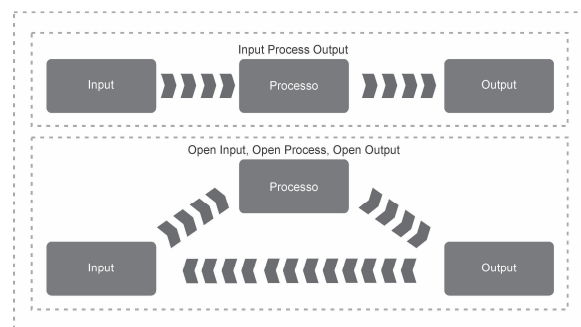 Input Process Output
Input
Processo
Output
Open Input, Open Process, Open Output
Processo
Input
Output